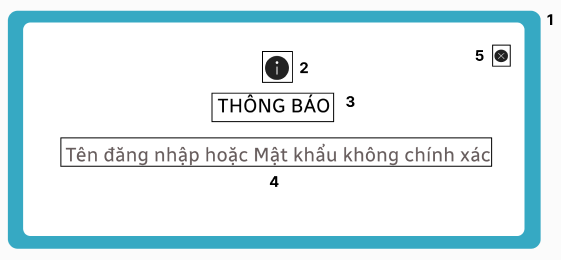 1
5
2
THÔNG BÁO 3
Tên đăng nhập hoặc Mật khẩu không chính xác
4